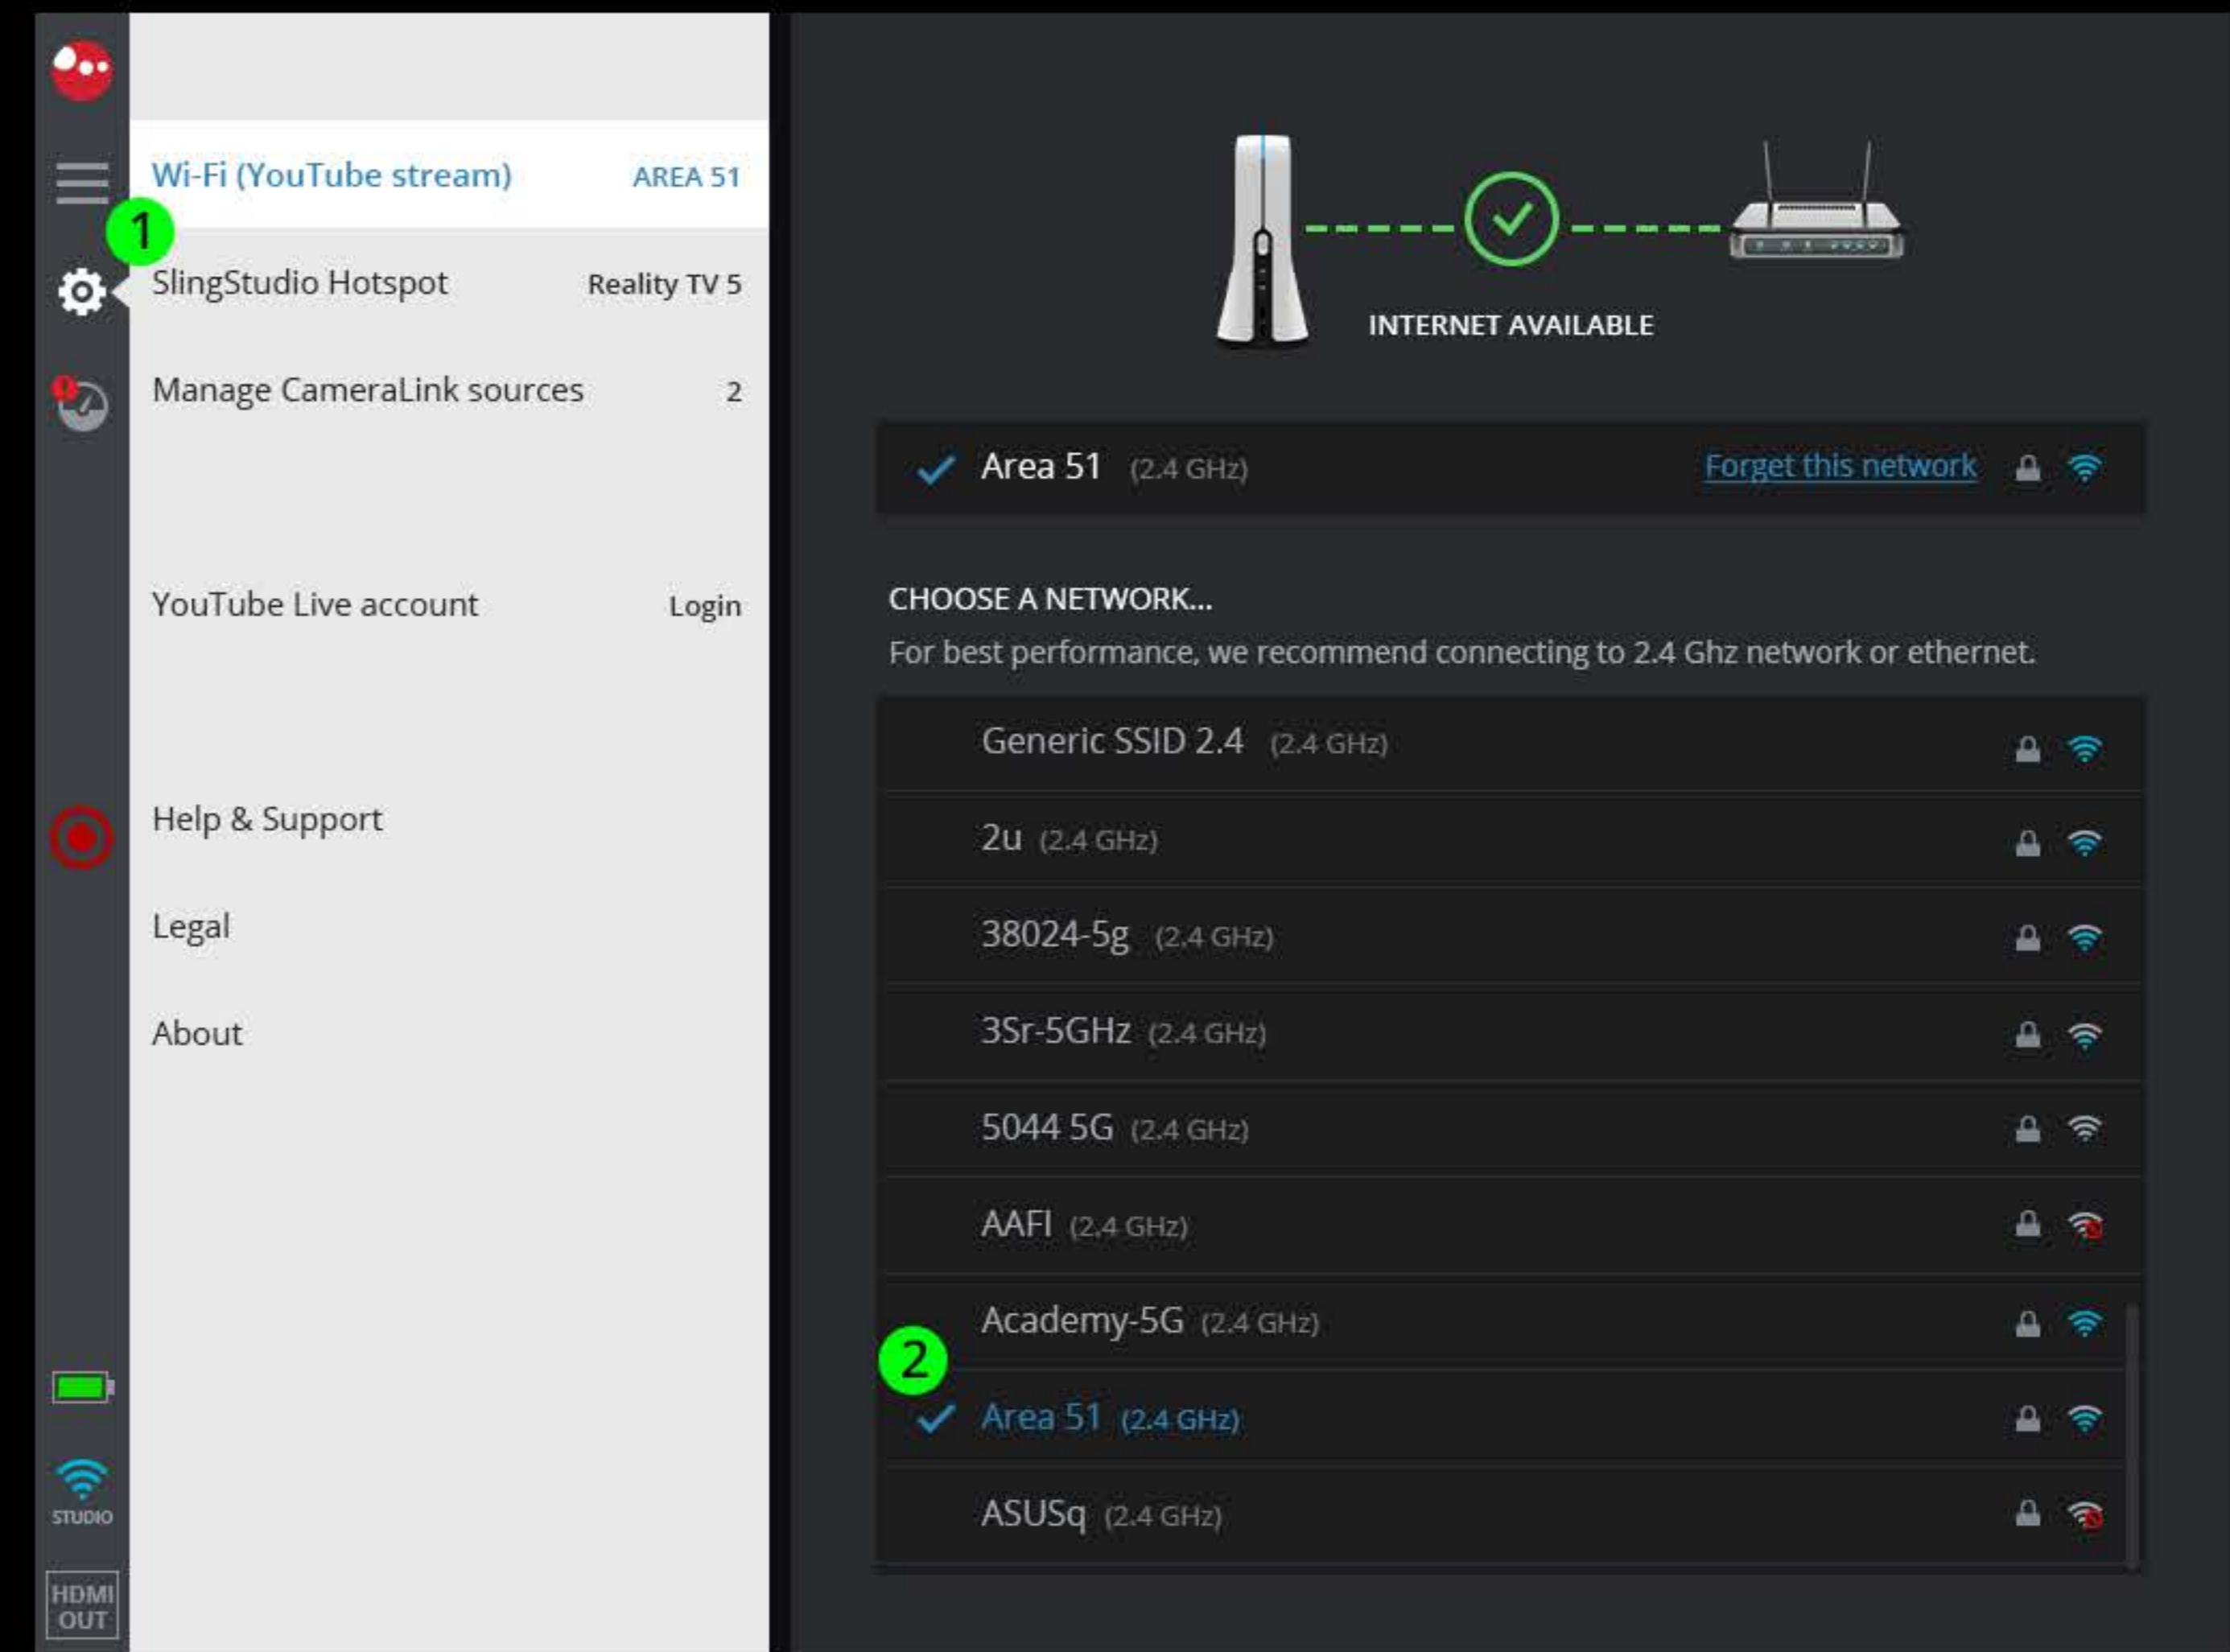 Wi-Fi (YouTube stream) AREA 51
1
SlingStudio Hotspot Reality TV 5
Manage CameraLink sources 2
YouTube Live account Login
Help & Support
Legal
About
STUDIO
HDMI
OUT
INTERNET AVAILABLE
Area 51 (2.4 GHz) Forget this network
CHOOSE A NETWORK...
For best performance, we recommend connecting to 2.4 Ghz network or ethernet.
Generic SSID 2.4 (2.4 GHz)
2u (2.4 GHz)
38024-5g (2.4 GHz)
3Sr-5GHz (2.4 GHz)
5044 5G (2.4 GHz)
AAFI (2.4 GHz)
Academy-5G (2.4 GHz)
2
Area 51 (2.4 GHz)
ASUSq (2.4 GHz)